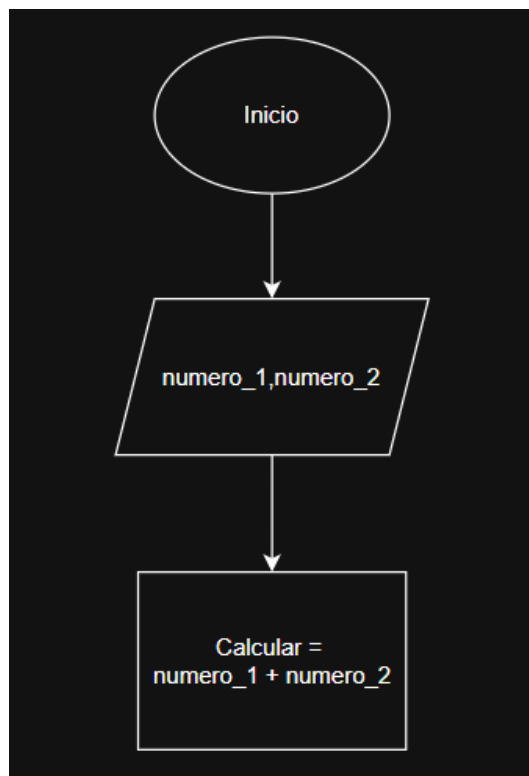 Inicio
numero_1,numero_2
Calcular =
numero_1 + numero_2